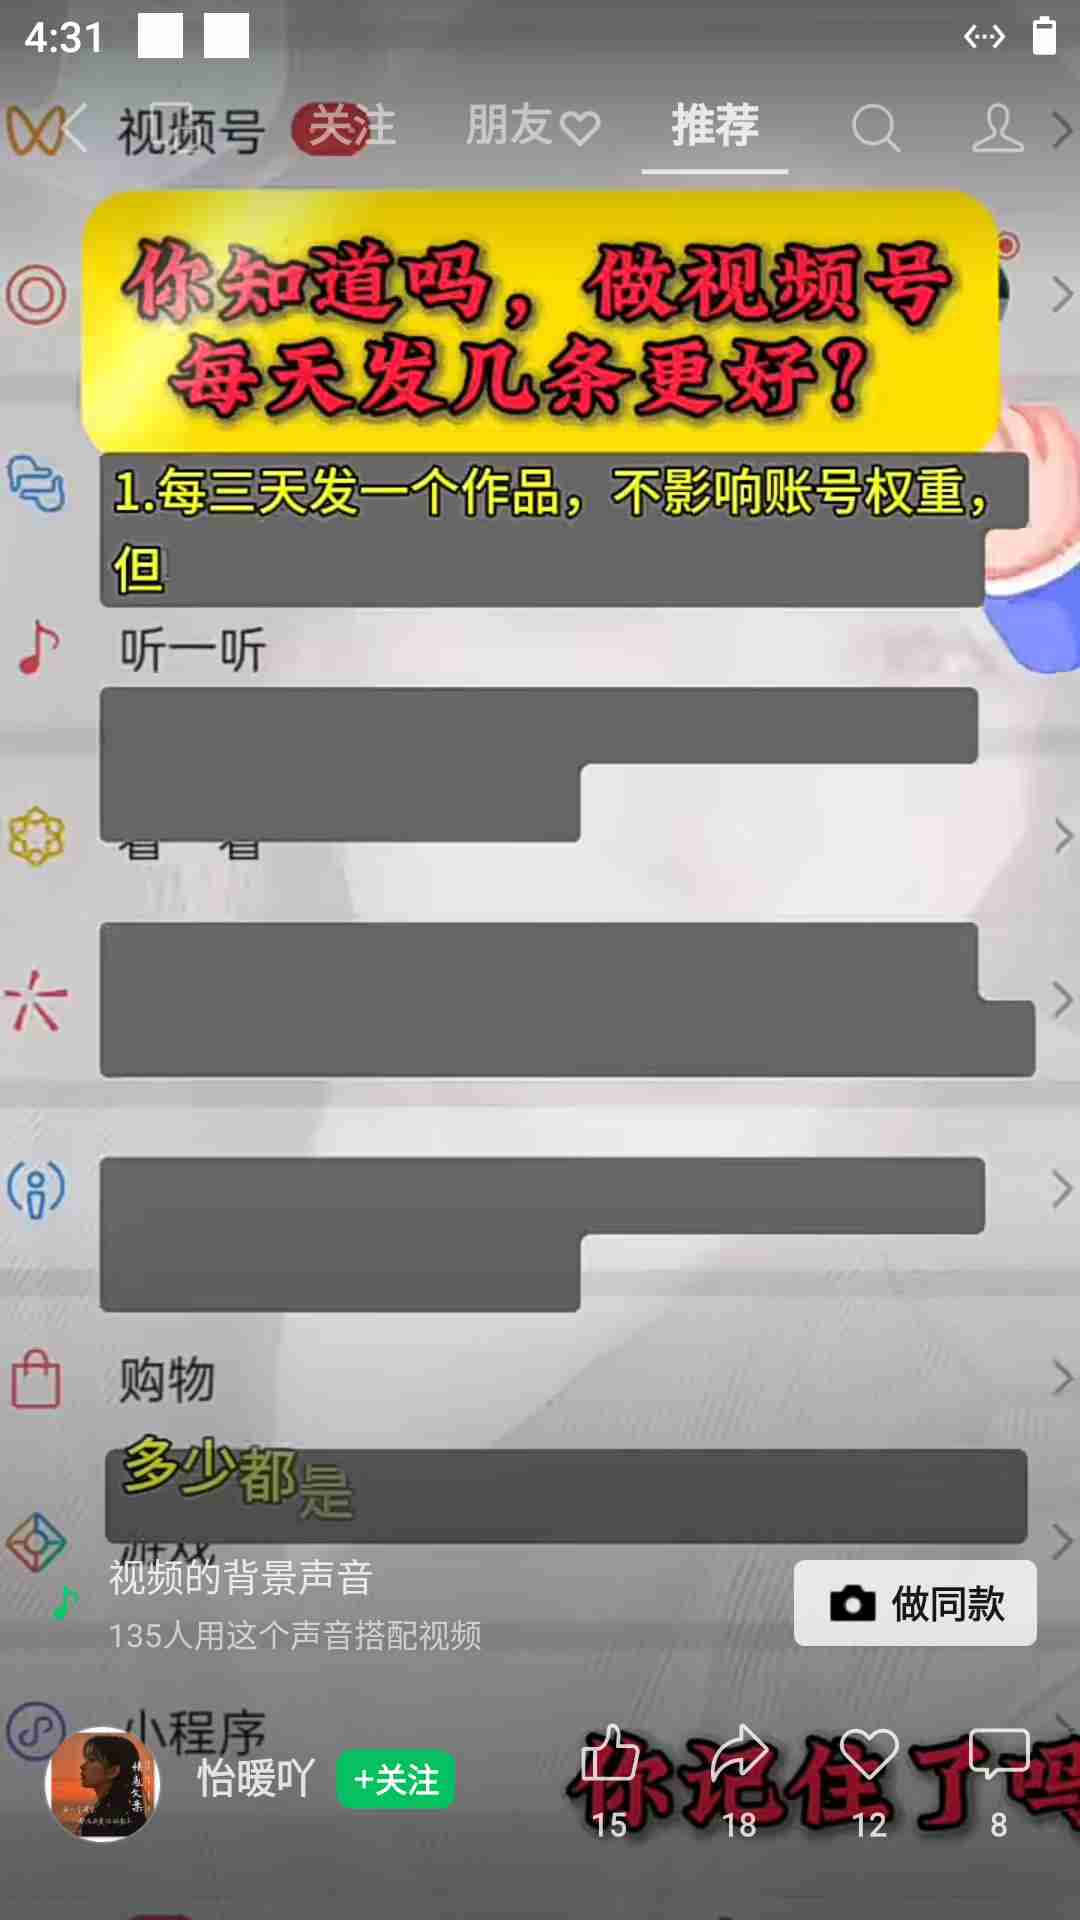 4:31
视频号
关注
朋友
推荐
你知道吗，做视频号
每天发几条更好？
1.每三天发一个作品，不影响账号权重，
但
听一听
购物
多少都是
游戏
视频的背景声音
135人用这个声音搭配视频
做同款
小程序
怡暖吖
+关注
你记住了吗
15
18
12
8